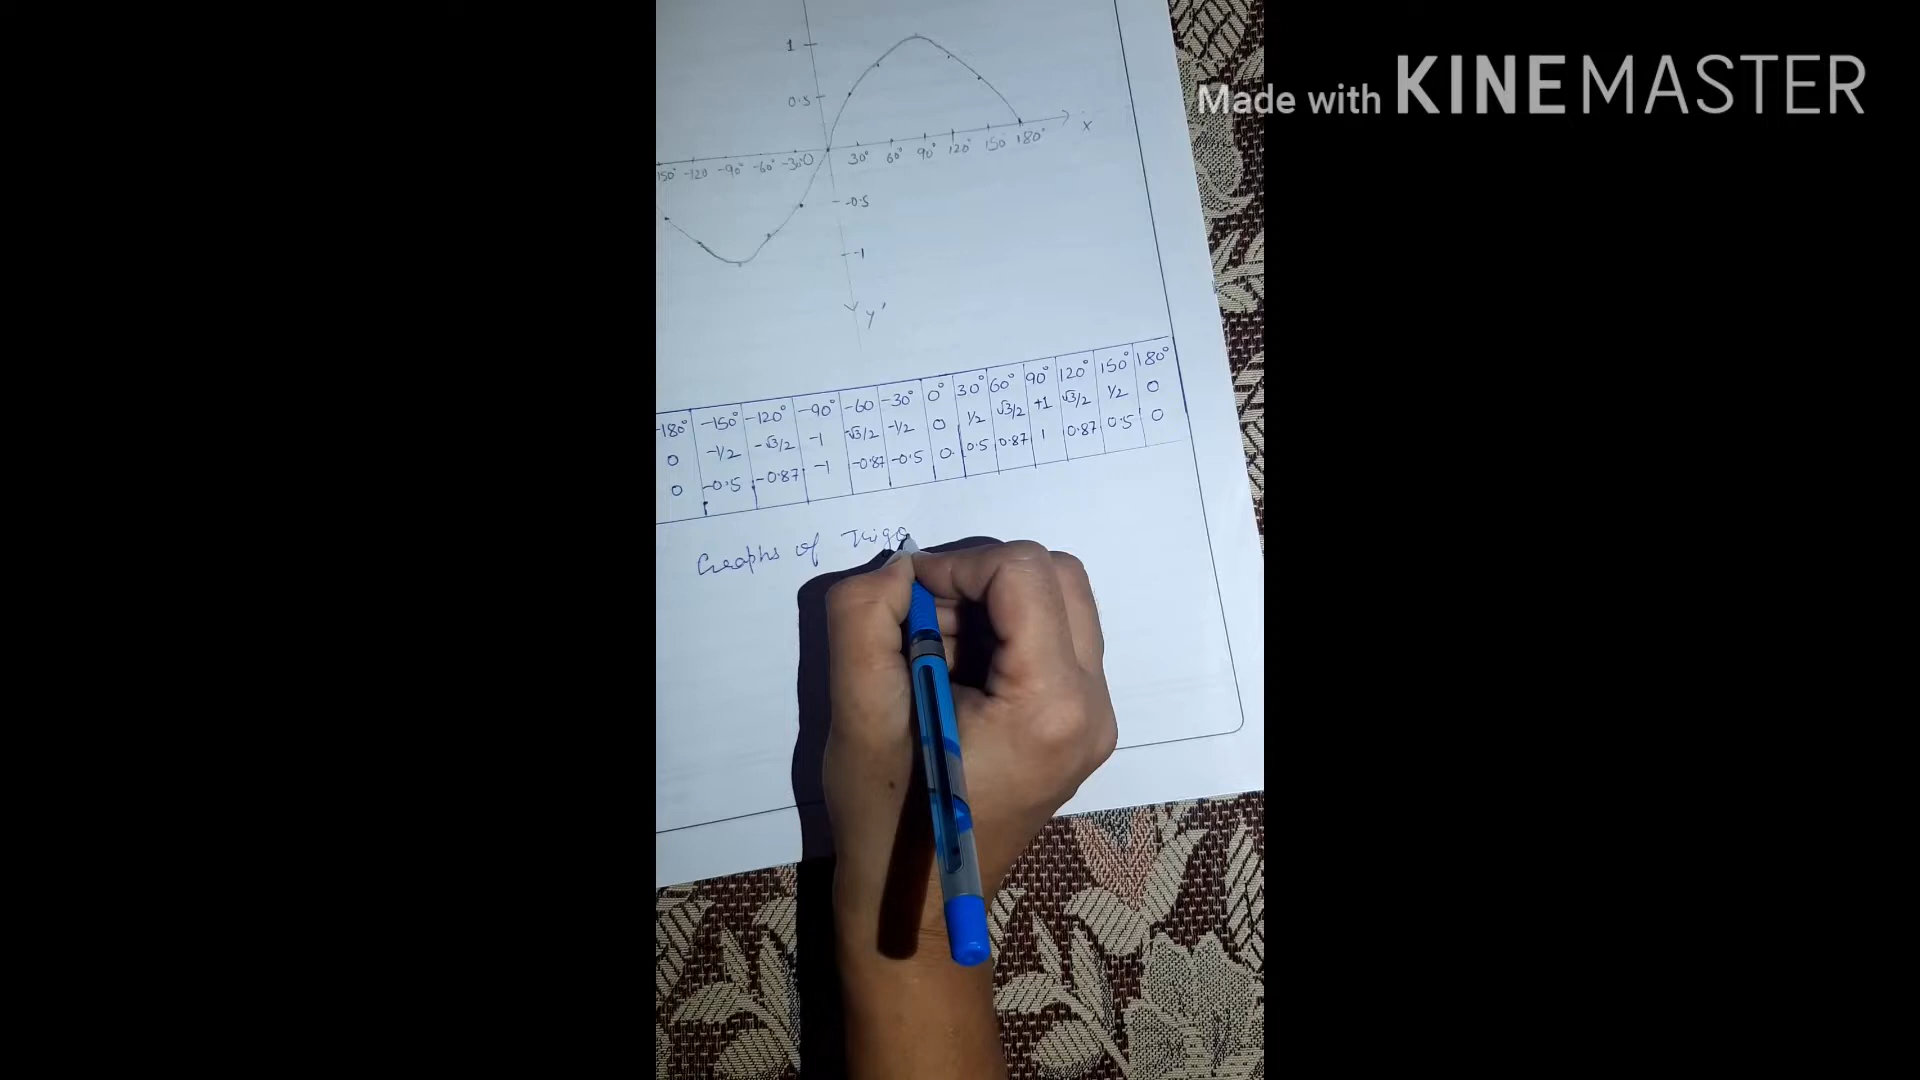 Made with KINEMASTER
1
0.5
x
150° -120 -90° -60° -30° O 30° 60° 90° 120° 150 180°
-0.5
-1
y'
-180° -150° -120° -90° -60 -30° 0° 30° 60° 90° 120° 150° 180°
0 -1/2 -√3/2 -1 -√3/2 -1/2 0 1/2 √3/2 +1 √3/2 1/2 0
0 -0.5 -0.87 -1 -0.87 -0.5 0 0.5 0.87 1 0.87 0.5 0
Graphs of Trigo